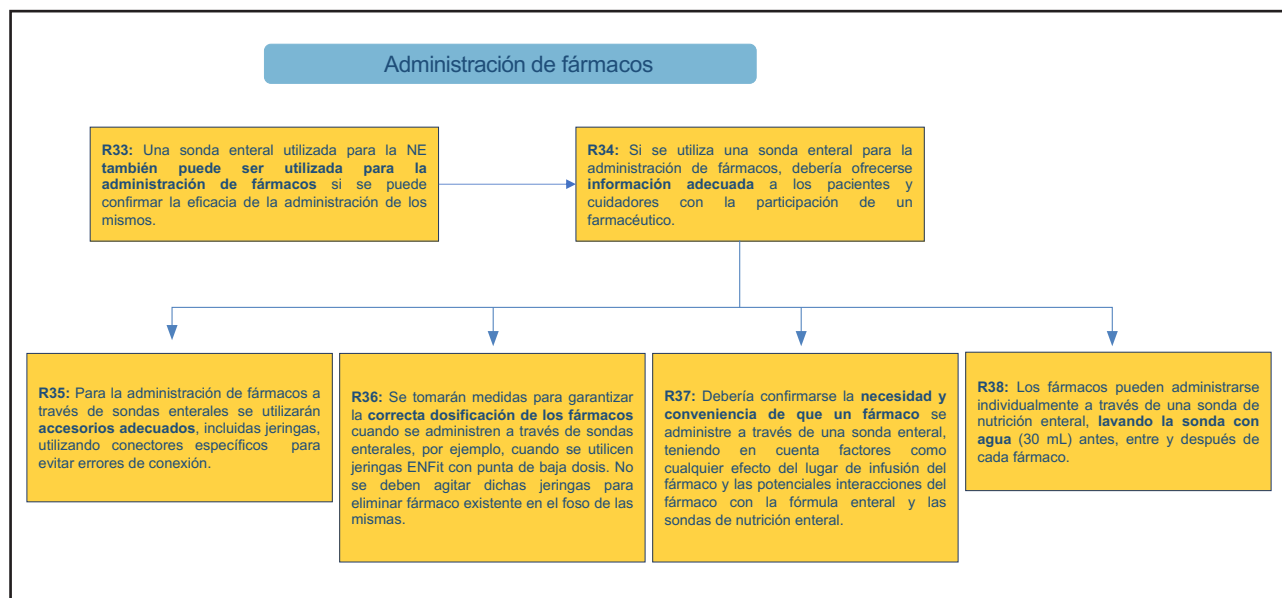 Administración de fármacos
R33: Una sonda enteral utilizada para la NE
también puede ser utilizada para la
administración de fármacos si se puede
confirmar la eficacia de la administración de los
mismos.
R34: Si se utiliza una sonda enteral para la
administración de fármacos, debería ofrecerse
información adecuada a los pacientes y
cuidadores con la participación de un
farmacéutico.
R35: Para la administración de fármacos a
través de sondas enterales se utilizarán
accesorios adecuados, incluidas jeringas,
utilizando conectores específicos para
evitar errores de conexión.
R36: Se tomarán medidas para garantizar
la correcta dosificación de los fármacos
cuando se administren a través de sondas
enterales, por ejemplo, cuando se utilicen
jeringas ENFit con punta de baja dosis. No
se deben agitar dichas jeringas para
eliminar fármaco existente en el foso de las
mismas.
R37: Debería confirmarse la necesidad y
conveniencia de que un fármaco se
administre a través de una sonda enteral,
teniendo en cuenta factores como
cualquier efecto del lugar de infusión del
fármaco y las potenciales interacciones del
fármaco con la fórmula enteral y las
sondas de nutrición enteral.
R38: Los fármacos pueden administrarse
individualmente a través de una sonda de
nutrición enteral, lavando la sonda con
agua (30 mL) antes, entre y después de
cada fármaco.